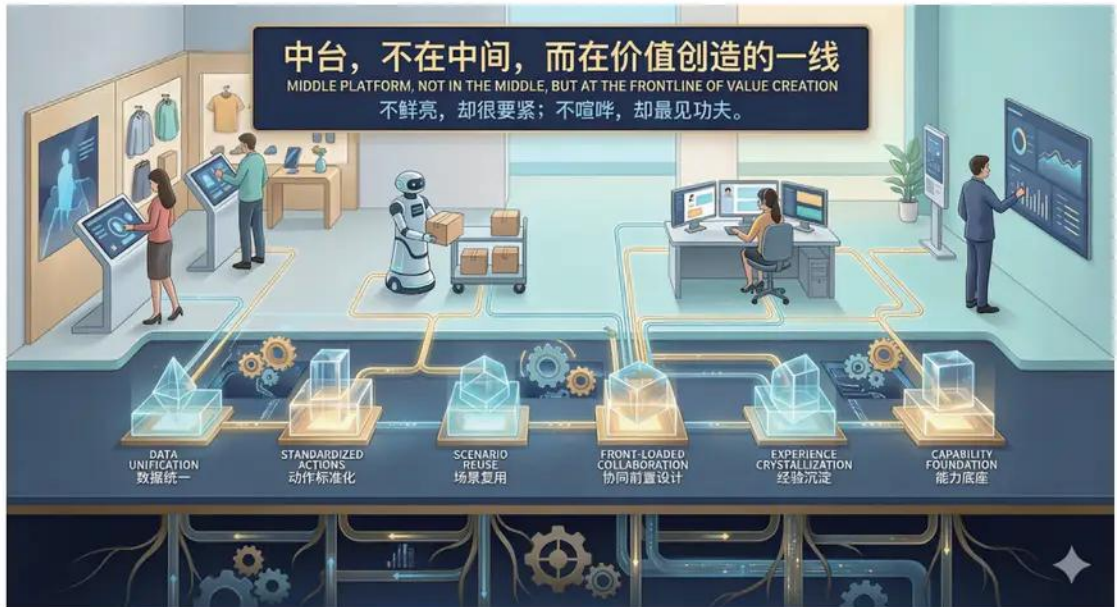 中台，不在中间，而在价值创造的一线
MIDDLE PLATFORM, NOT IN THE MIDDLE, BUT AT THE FRONTLINE OF VALUE CREATION
不鲜亮，却很要紧；不喧哗，却最见功夫。
DATA
UNIFICATION
数据统一
STANDARDIZED
ACTIONS
动作标准化
SCENARIO
REUSE
场景复用
FRONT-LOADED
COLLABORATION
协同前置设计
EXPERIENCE
CRYSTALLIZATION
经验沉淀
CAPABILITY
FOUNDATION
能力底座